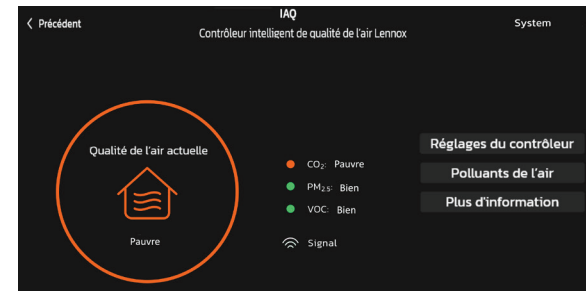 Précédent
IAQ
System
Contrôleur intelligent de qualité de l'air Lennox
Qualité de l'air actuelle
Pauvre
CO₂: Pauvre
PM₂.₅: Bien
VOC: Bien
Signal
Réglages du contrôleur
Polluants de l'air
Plus d'information